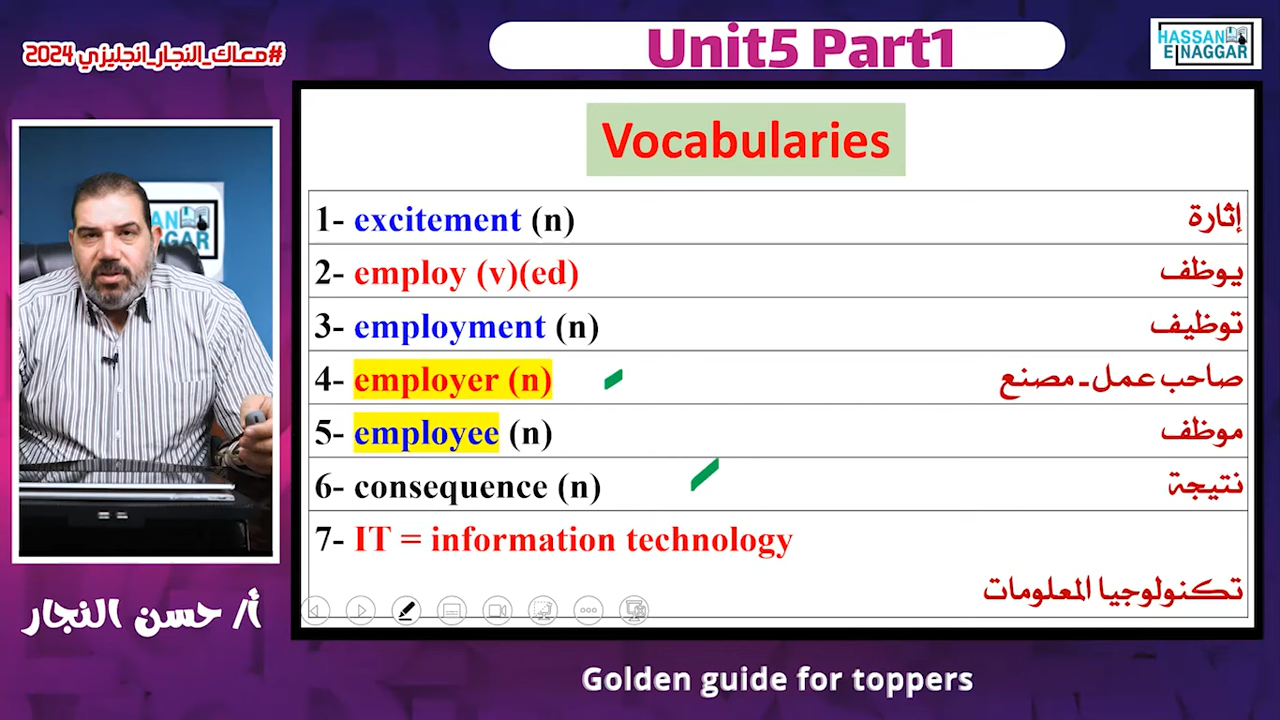 #معاك_النجار_انجليزي 2024
Unit5 Part1
HASSAN
ELNAGGAR
Vocabularies
1- excitement (n) إثارة
2- employ (v)(ed) يوظف
3- employment (n) توظيف
4- employer (n) صاحب عمل - مصنع
5- employee (n) موظف
6- consequence (n) نتيجة
7- IT = information technology
تكنولوجيا المعلومات
أ/ حسن النجار
Golden guide for toppers